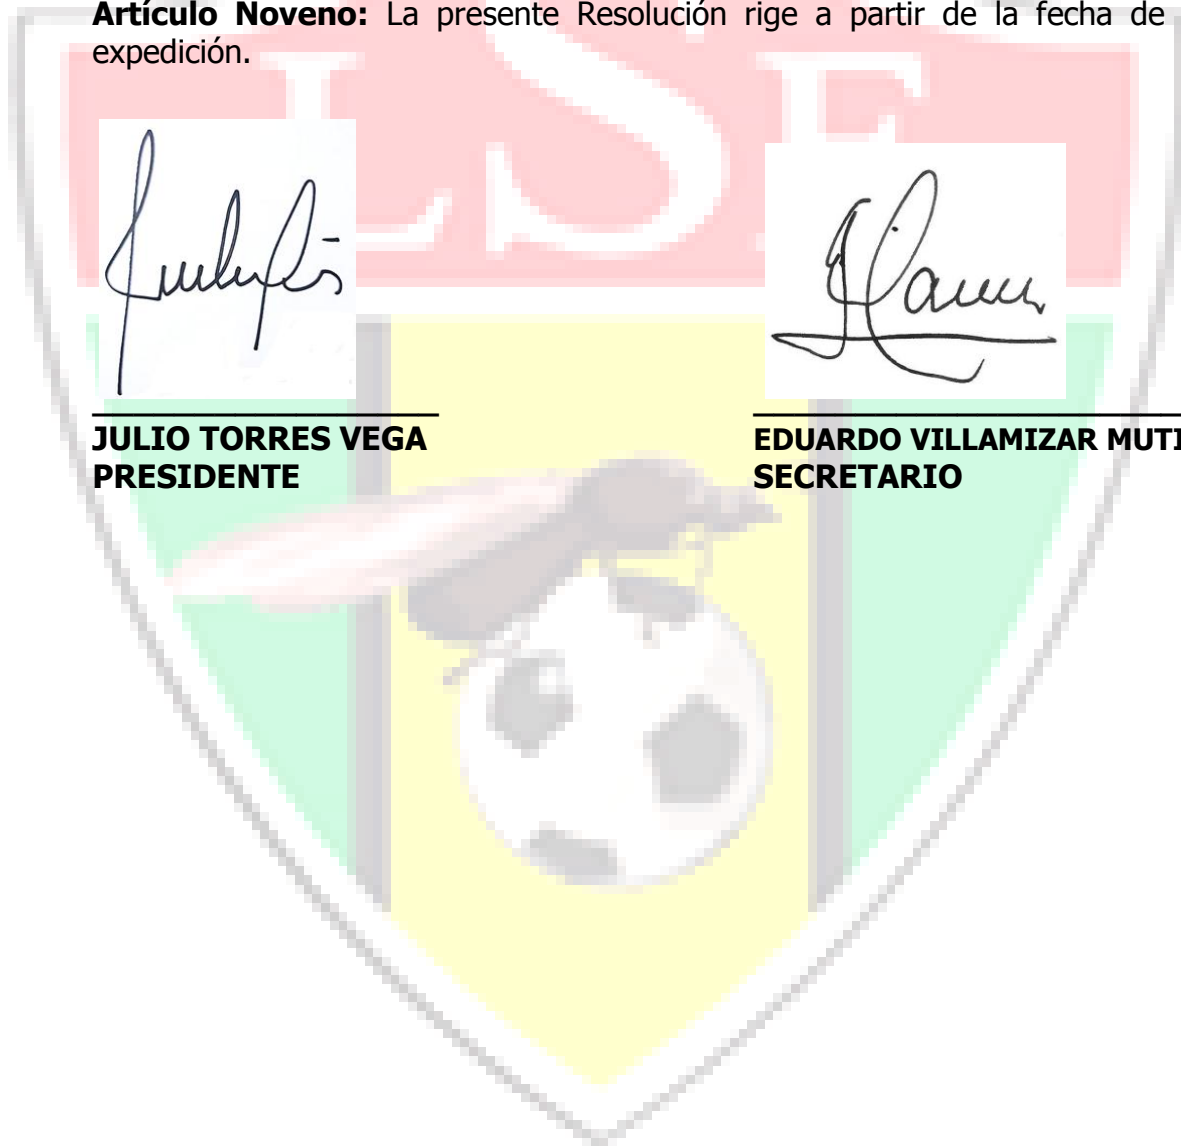 Artículo Noveno: La presente Resolución rige a partir de la fecha de
expedición.
LSF
JULIO TORRES VEGA
PRESIDENTE
EDUARDO VILLAMIZAR MUTI
SECRETARIO